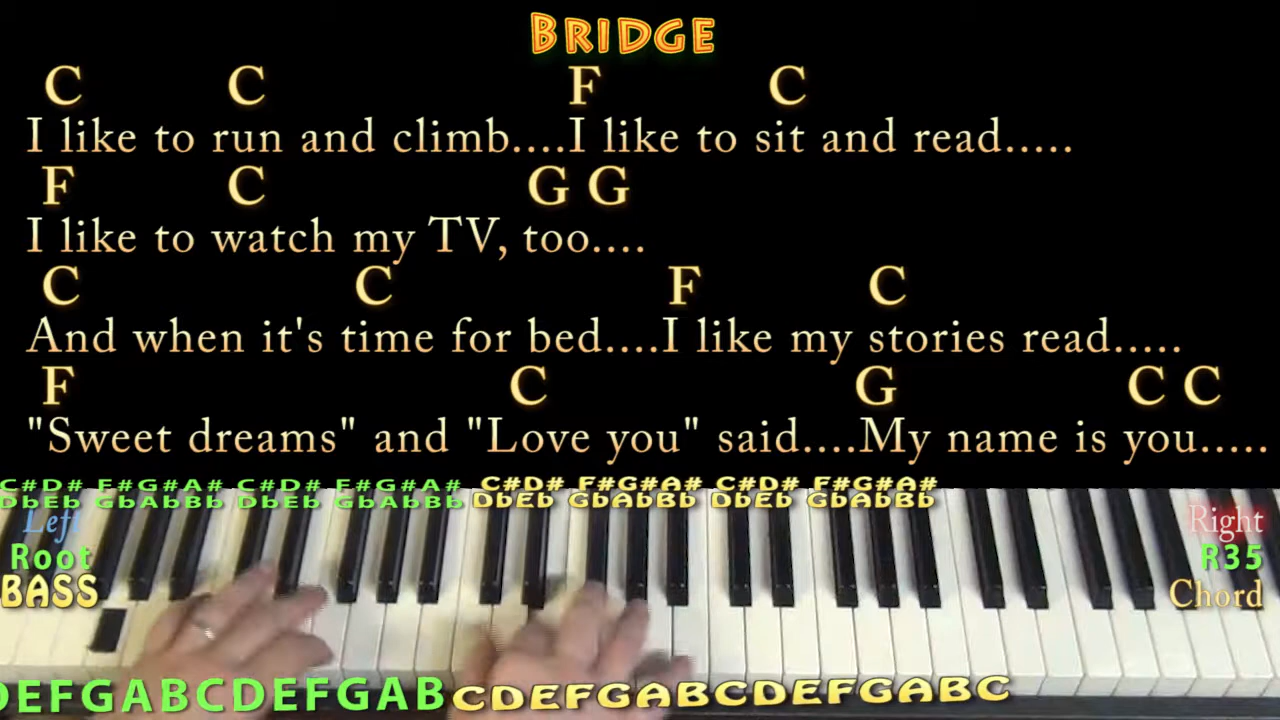 BRIDGE
C C F C
I like to run and climb....I like to sit and read.....
F C G G
I like to watch my TV, too....
C C F C
And when it's time for bed....I like my stories read.....
F C G C C
"Sweet dreams" and "Love you" said....My name is you.....
C#D# F#G#A# C#D# F#G#A# C#D# F#G#A# C#D# F#G#A#
DbEb GbAbBb DbEb GbAbBb DbEb GbAbBb DbEb GbAbBb
Left
Root
BASS
Right
R35
Chord
DEFGABCDEFGAB CDEFGABCDEFGABC